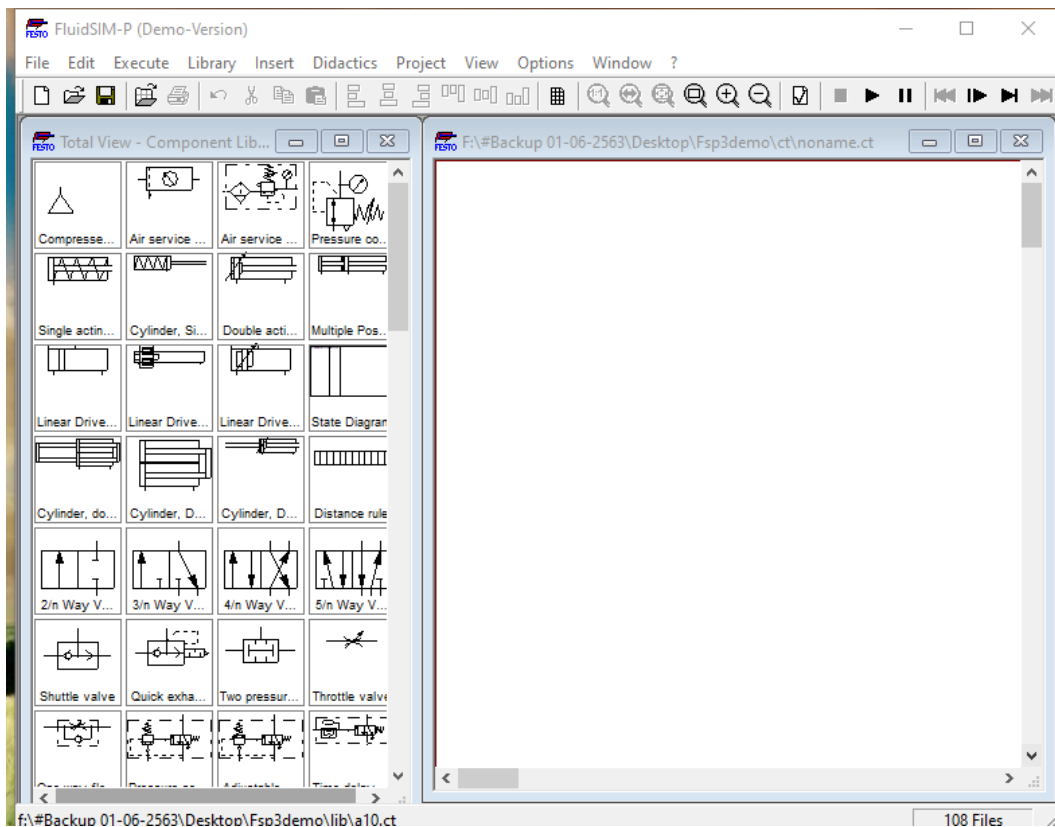 FESTO FluidSIM-P (Demo-Version)
File Edit Execute Library Insert Didactics Project View Options Window ?
FESTO Total View - Component Lib...
FESTO F:\#Backup 01-06-2563\Desktop\Fsp3demo\ct\noname.ct
Compresse... Air service ... Air service ... Pressure co..
Single actin... Cylinder, Si... Double acti... Multiple Pos..
Linear Drive... Linear Drive... Linear Drive... State Diagran
Cylinder, do... Cylinder, D... Cylinder, D... Distance rule
2/n Way V... 3/n Way V... 4/n Way V... 5/n Way V...
Shuttle valve Quick exha... Two pressur... Throttle valve
f:\#Backup 01-06-2563\Desktop\Fsp3demo\lib\a10.ct
108 Files